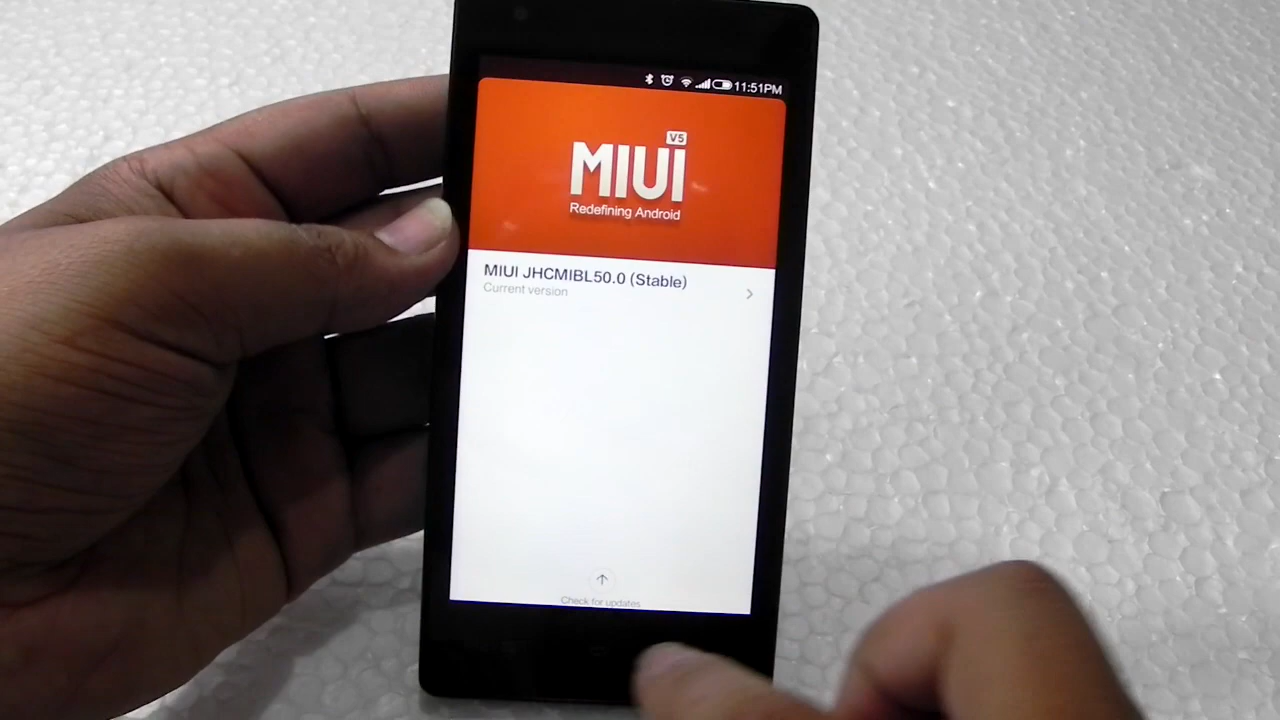 11:51PM
V5
MIUI
Redefining Android
MIUI JHCMIBL50.0 (Stable)
Current version
Check for updates